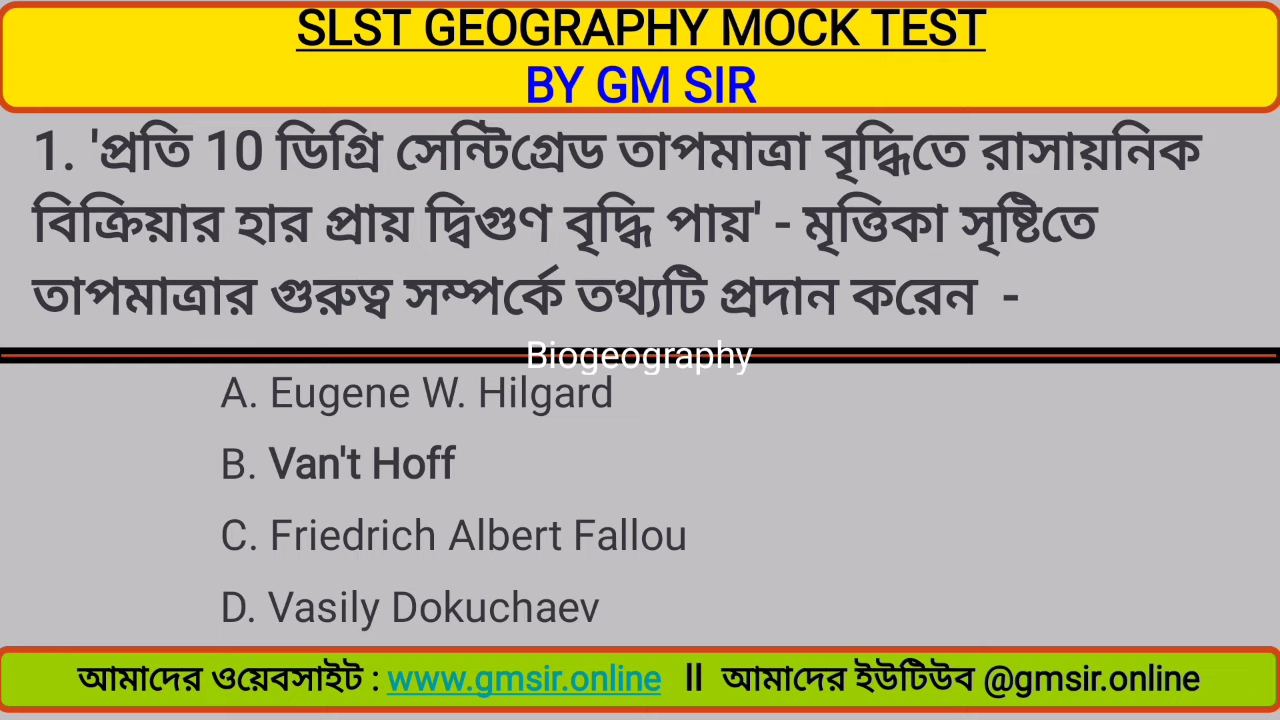 SLST GEOGRAPHY MOCK TEST
BY GM SIR
1. 'প্রতি 10 ডিগ্রি সেন্টিগ্রেড তাপমাত্রা বৃদ্ধিতে রাসায়নিক
বিক্রিয়ার হার প্রায় দ্বিগুণ বৃদ্ধি পায়' - মৃত্তিকা সৃষ্টিতে
তাপমাত্রার গুরুত্ব সম্পর্কে তথ্যটি প্রদান করেন -
Biogeography
A. Eugene W. Hilgard
B. Van't Hoff
C. Friedrich Albert Fallou
D. Vasily Dokuchaev
আমাদের ওয়েবসাইট : www.gmsir.online ll আমাদের ইউটিউব @gmsir.online